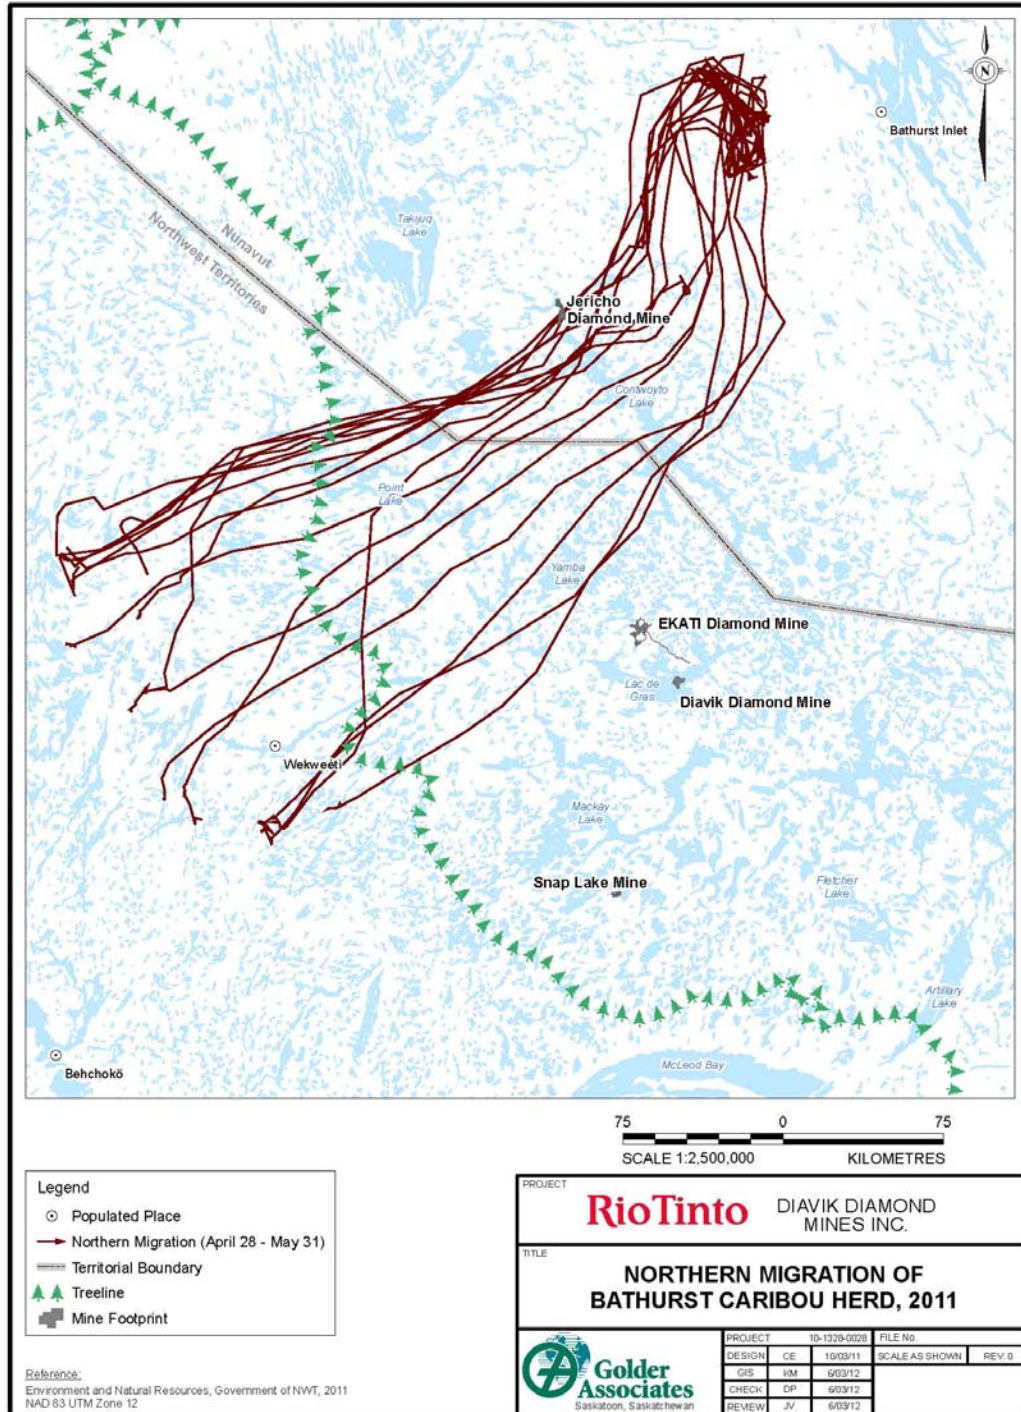 N
Bathurst Inlet
Takijuq
Lake
Nunavut
Northwest Territories
Jericho
Diamond Mine
Contwoyto
Lake
Point
Lake
Yamba
Lake
EKATI Diamond Mine
Lac de
Gras
Diavik Diamond Mine
Wekweèti
Mackay
Lake
Snap Lake Mine
Fletcher
Lake
Artillary
Lake
McLeod Bay
Behchokö
75 0 75
SCALE 1:2,500,000 KILOMETRES
Legend
Populated Place
Northern Migration (April 28 - May 31)
Territorial Boundary
Treeline
Mine Footprint
Reference:
Environment and Natural Resources, Government of NWT, 2011
NAD 83 UTM Zone 12
PROJECT
RioTinto
DIAVIK DIAMOND
MINES INC.
TITLE
NORTHERN MIGRATION OF
BATHURST CARIBOU HERD, 2011
Golder
Associates
Saskatoon, Saskatchewan
PROJECT 10-1328-0028 FILE No.
DESIGN CE 10/03/11 SCALE AS SHOWN REV. 0
GIS KM 6/03/12
CHECK DP 6/03/12
REVIEW JV 6/03/12